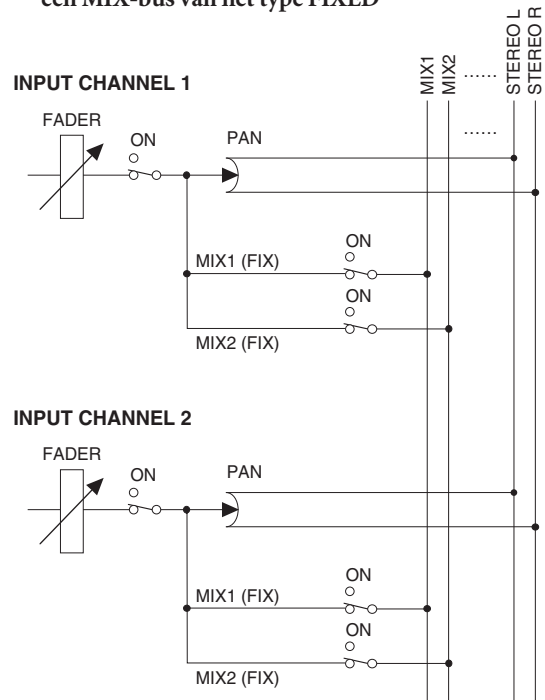 een MIX-bus van het type FIXED
MIX1
MIX2
......
STEREO L
STEREO R
INPUT CHANNEL 1
FADER
ON
PAN
......
ON
MIX1 (FIX)
ON
MIX2 (FIX)
INPUT CHANNEL 2
FADER
ON
PAN
ON
MIX1 (FIX)
ON
MIX2 (FIX)